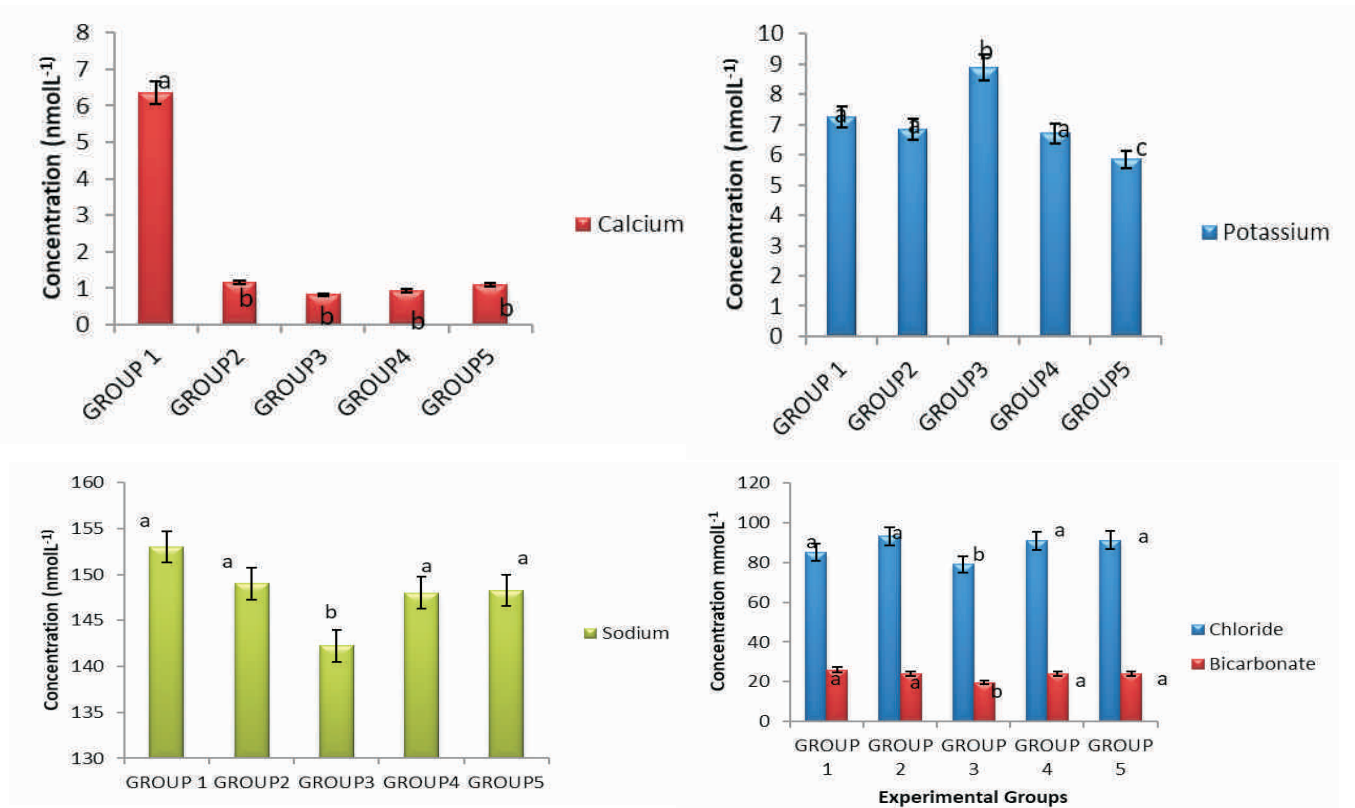 8
7
6
5
4
3
2
1
0
Concentration (nmolL-1)
a
b
b
b
b
GROUP 1
GROUP2
GROUP3
GROUP4
GROUP5
Calcium
10
9
8
7
6
5
4
3
2
1
0
Concentration (nmolL-1)
a
a
b
a
c
GROUP 1
GROUP2
GROUP3
GROUP4
GROUP5
Potassium
160
155
150
145
140
135
130
Concentration (nmolL-1)
a
a
b
a
a
GROUP 1 GROUP2 GROUP3 GROUP4 GROUP5
Sodium
120
100
80
60
40
20
0
Concentration mmolL-1
a
a
b
a
a
a
a
b
a
a
GROUP GROUP GROUP GROUP GROUP
1 2 3 4 5
Experimental Groups
Chloride
Bicarbonate